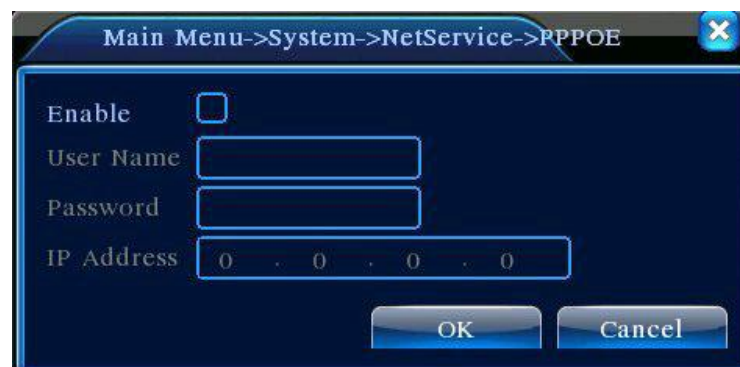 Main Menu->System->NetService->PPPOE
Enable
User Name
Password
IP Address 0 . 0 . 0 . 0
OK Cancel